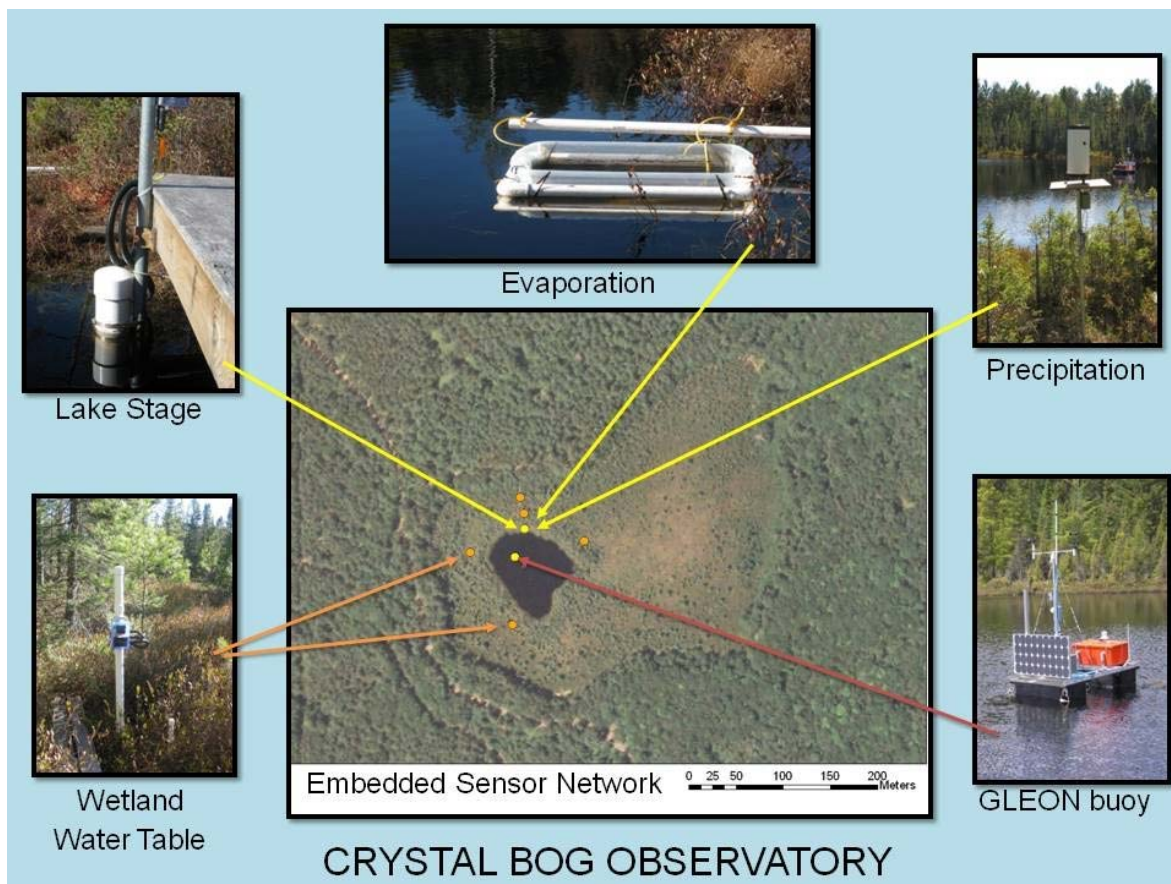 Evaporation
Lake Stage
Precipitation
Wetland
Water Table
Embedded Sensor Network
0 25 50 100 150 200
Meters
GLEON buoy
CRYSTAL BOG OBSERVATORY